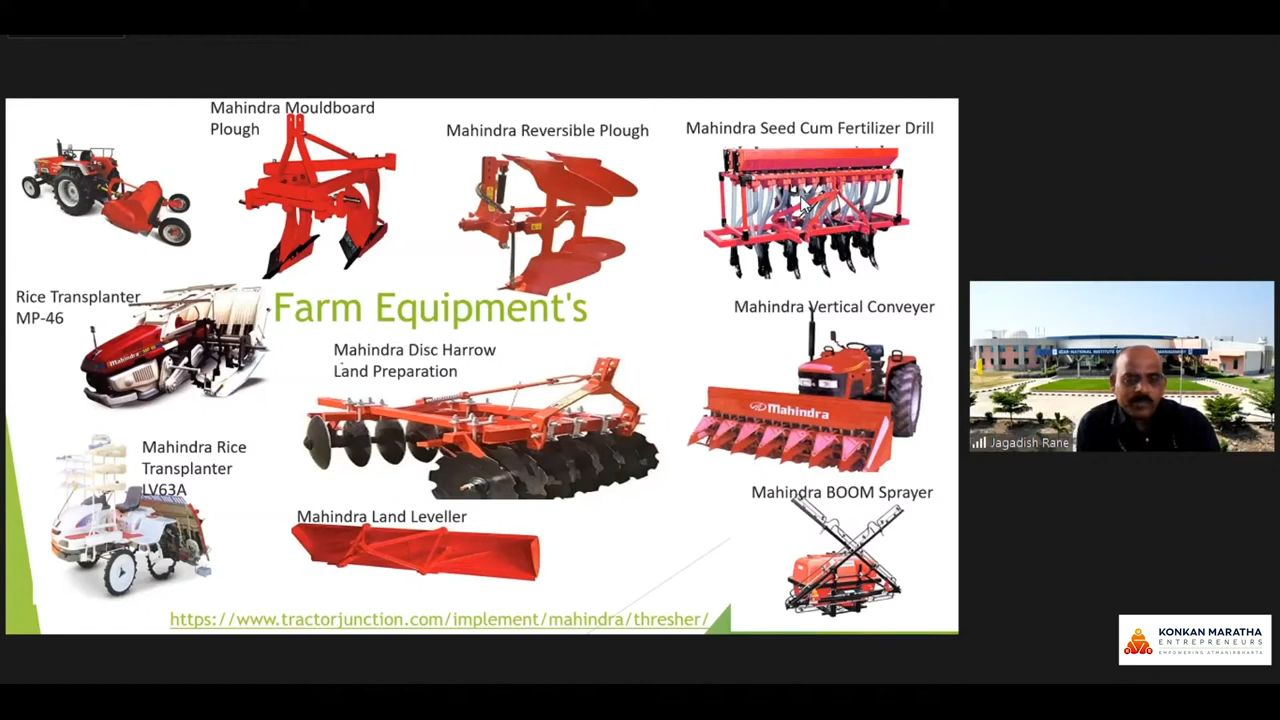 Mahindra Mouldboard
Plough
Mahindra Reversible Plough
Mahindra Seed Cum Fertilizer Drill
Rice Transplanter
MP-46
Farm Equipment's
Mahindra Vertical Conveyer
Mahindra Disc Harrow
Land Preparation
Mahindra
Mahindra Rice
Transplanter
LV63A
Mahindra Land Leveller
Mahindra BOOM Sprayer
https://www.tractorjunction.com/implement/mahindra/thresher/
Jagadish Rane
KONKAN MARATHA
ENTREPRENEURS
EMPOWERING ATMANIRBHARTA